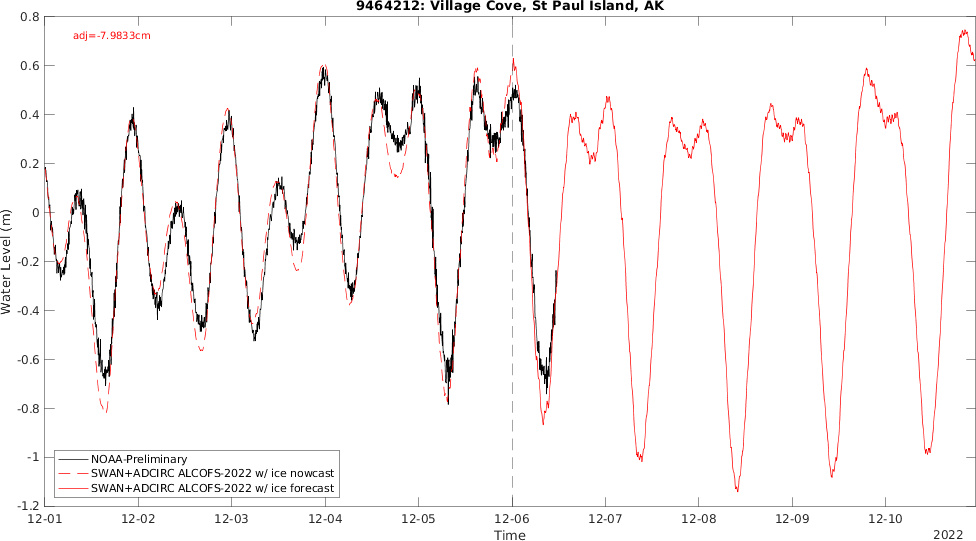 9464212: Village Cove, St Paul Island, AK
adj=-7.9833cm
0.8
0.6
0.4
0.2
0
-0.2
-0.4
-0.6
-0.8
-1
-1.2
Water Level (m)
NOAA-Preliminary
SWAN+ADCIRC ALCOFS-2022 w/ ice nowcast
SWAN+ADCIRC ALCOFS-2022 w/ ice forecast
12-01 12-02 12-03 12-04 12-05 12-06 12-07 12-08 12-09 12-10
Time
2022